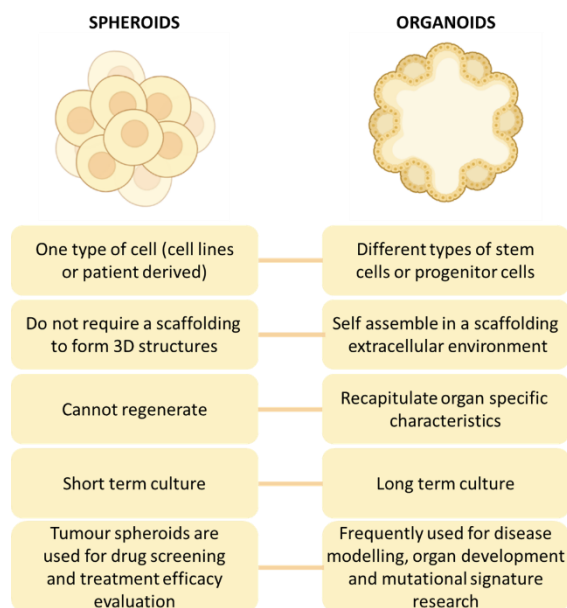 SPHEROIDS
ORGANOIDS
One type of cell (cell lines
or patient derived)
Different types of stem
cells or progenitor cells
Do not require a scaffolding
to form 3D structures
Self assemble in a scaffolding
extracellular environment
Cannot regenerate
Recapitulate organ specific
characteristics
Short term culture
Long term culture
Tumour spheroids are
used for drug screening
and treatment efficacy
evaluation
Frequently used for disease
modelling, organ development
and mutational signature
research